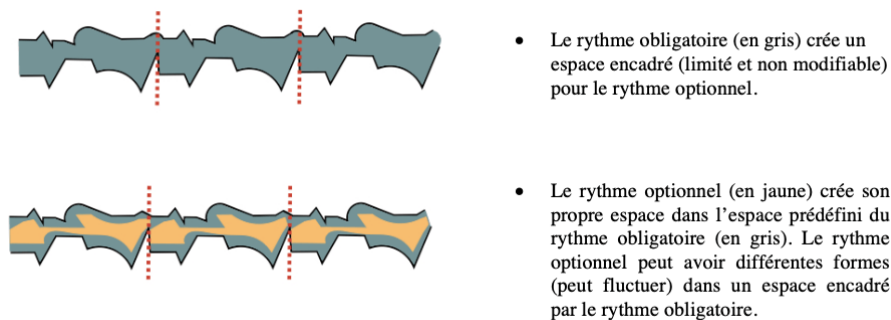 • Le rythme obligatoire (en gris) crée un
espace encadré (limité et non modifiable)
pour le rythme optionnel.
• Le rythme optionnel (en jaune) crée son
propre espace dans l’espace prédéfini du
rythme obligatoire (en gris). Le rythme
optionnel peut avoir différentes formes
(peut fluctuer) dans un espace encadré
par le rythme obligatoire.